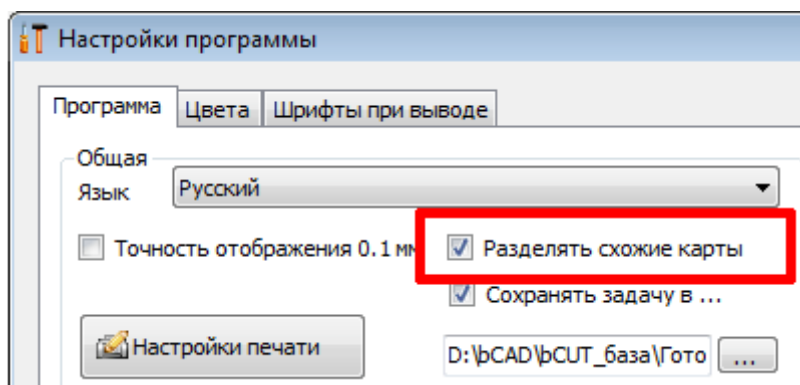 Настройки программы
Программа Цвета Шрифты при выводе
Общая
Язык Русский
Точность отображения 0.1 мм Разделять схожие карты
Сохранять задачу в ...
Настройки печати D:\bCAD\bCUT_база\Гото ...